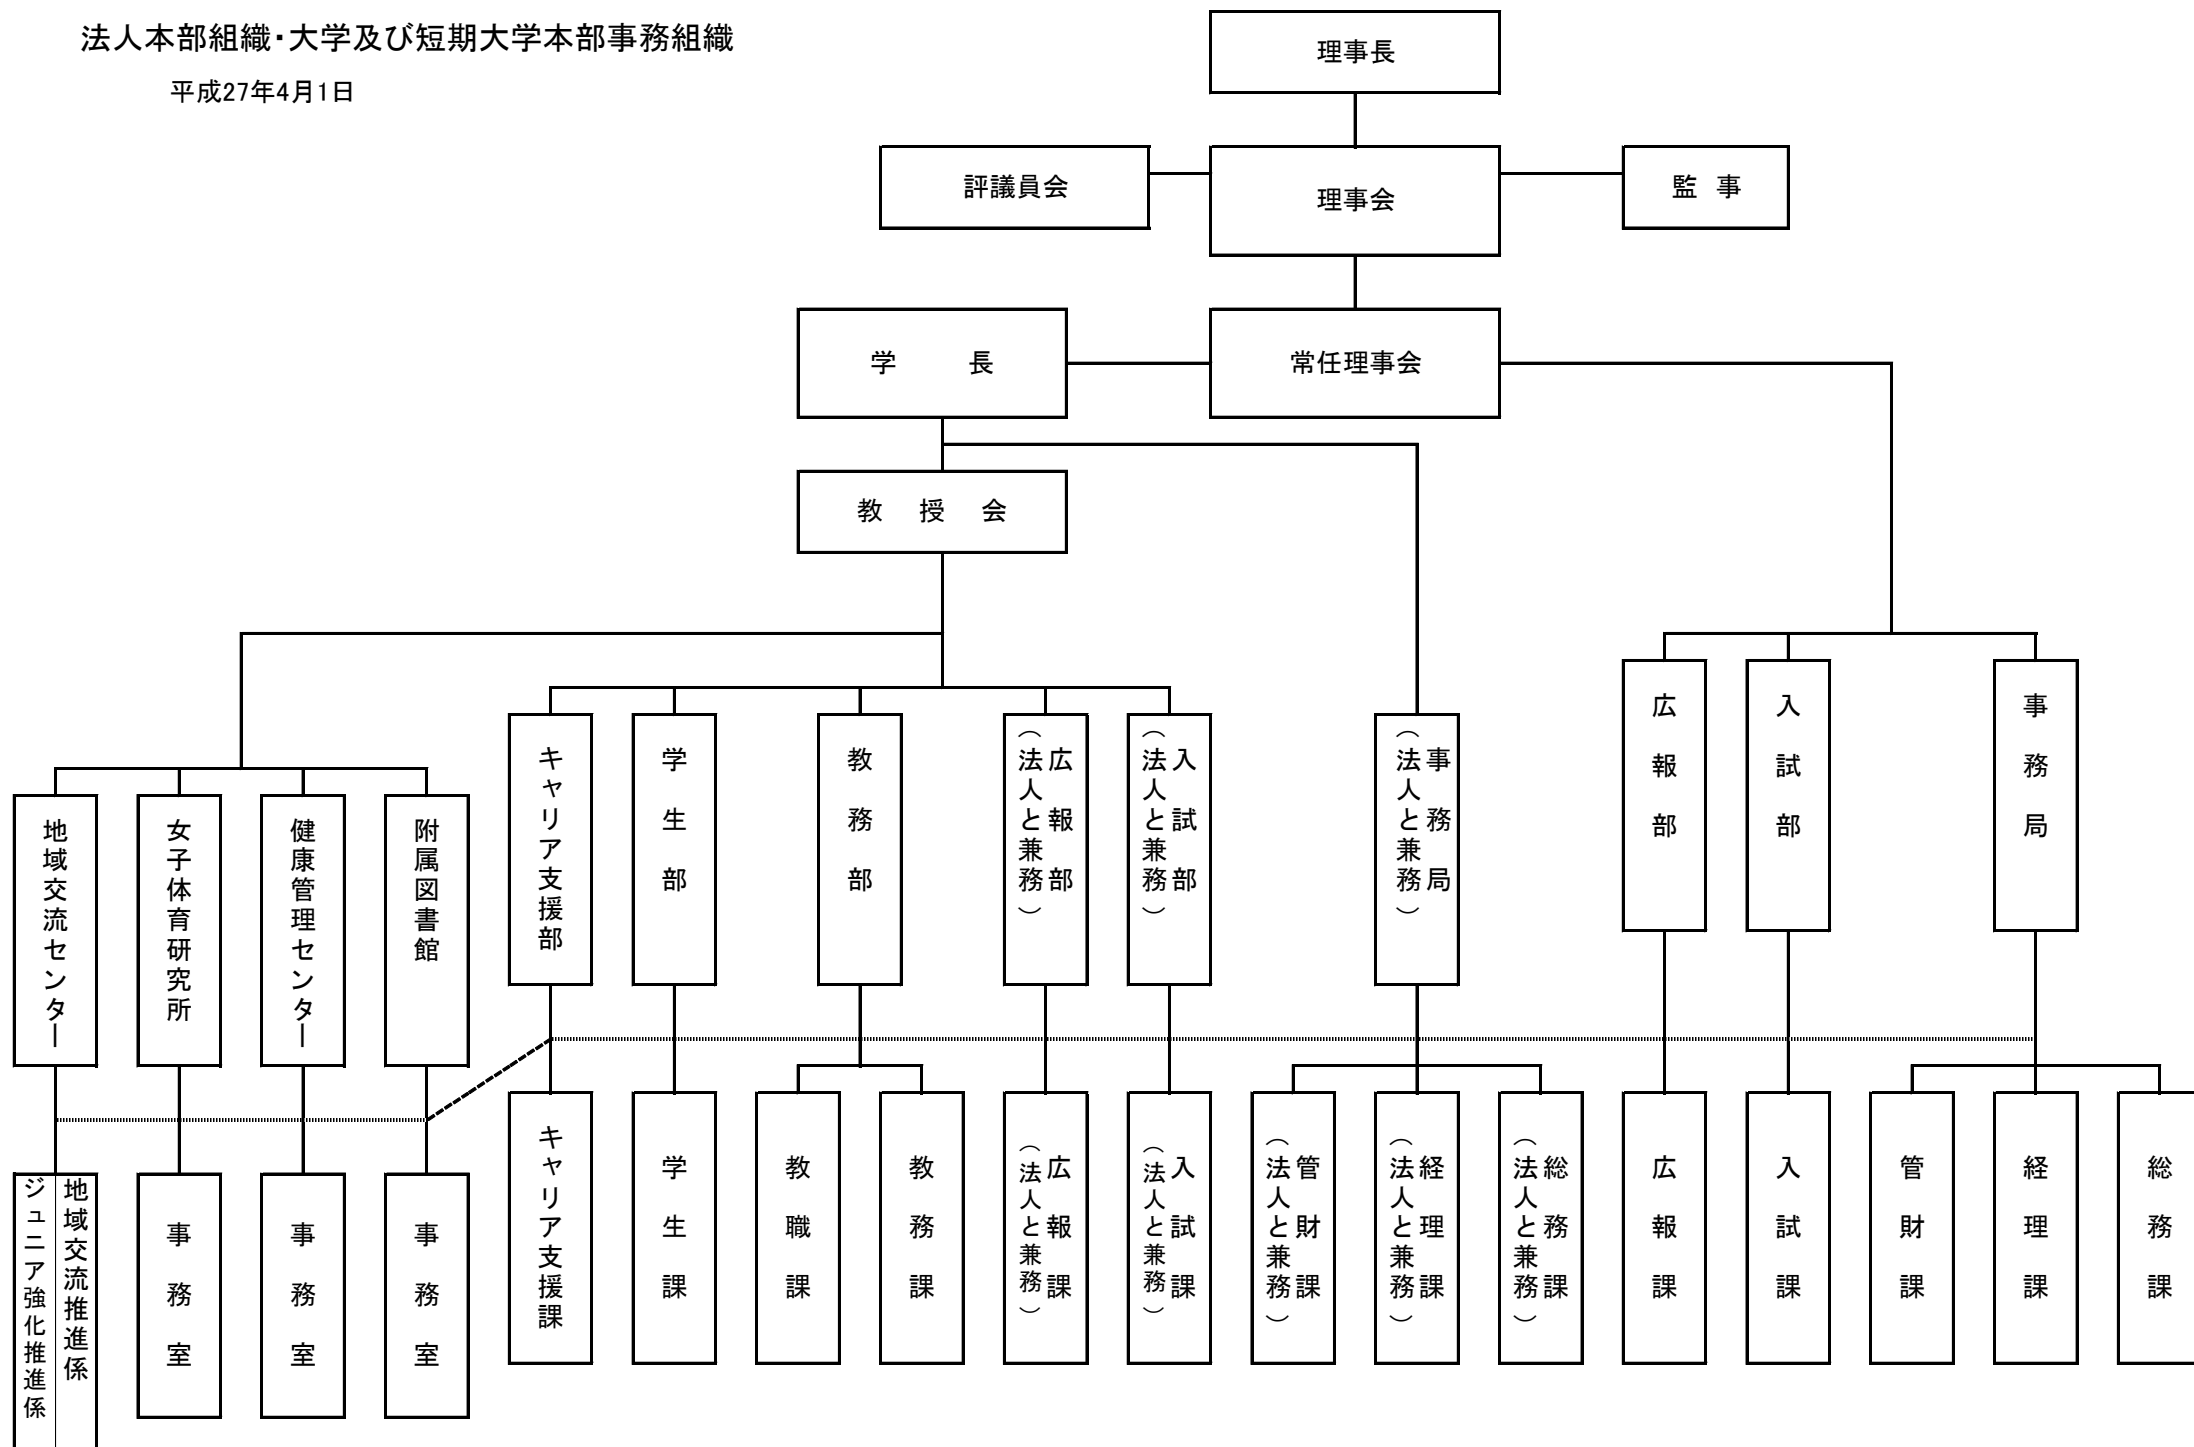 法人本部組織・大学及び短期大学本部事務組織
平成27年4月1日
理事長
評議員会
理事会
監 事
学 長
常任理事会
教 授 会
広報部
入試部
事務局
キャリア支援部
学生部
教務部
広報部
（法人と兼務）
入試部
（法人と兼務）
事務局
（法人と兼務）
地域交流センター
女子体育研究所
健康管理センター
附属図書館
キャリア支援課
学生課
教職課
教務課
広報課
（法人と兼務）
入試課
（法人と兼務）
管財課
（法人と兼務）
経理課
（法人と兼務）
総務課
（法人と兼務）
広報課
入試課
管財課
経理課
総務課
地域交流推進係
ジュニア強化推進係
事務室
事務室
事務室